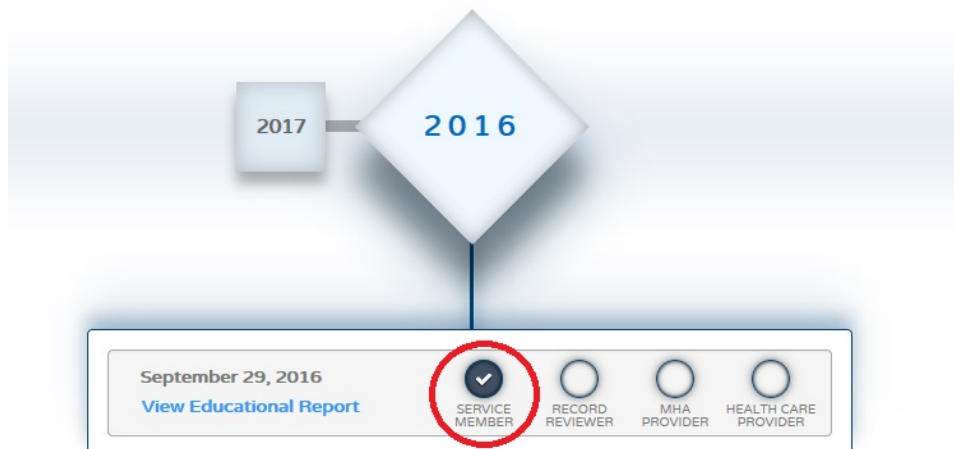 2017
2016
September 29, 2016
View Educational Report
SERVICE
MEMBER
RECORD
REVIEWER
MHA
PROVIDER
HEALTH CARE
PROVIDER